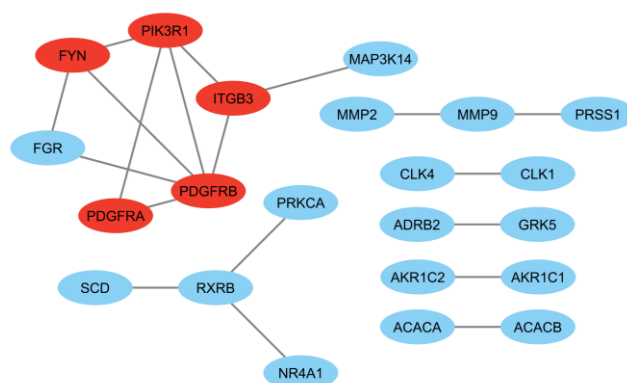 PIK3R1
FYN
MAP3K14
ITGB3
MMP2 MMP9 PRSS1
FGR
CLK4 CLK1
PDGFRB
PRKCA
PDGFRA
ADRB2 GRK5
AKR1C2 AKR1C1
SCD RXRB
ACACA ACACB
NR4A1